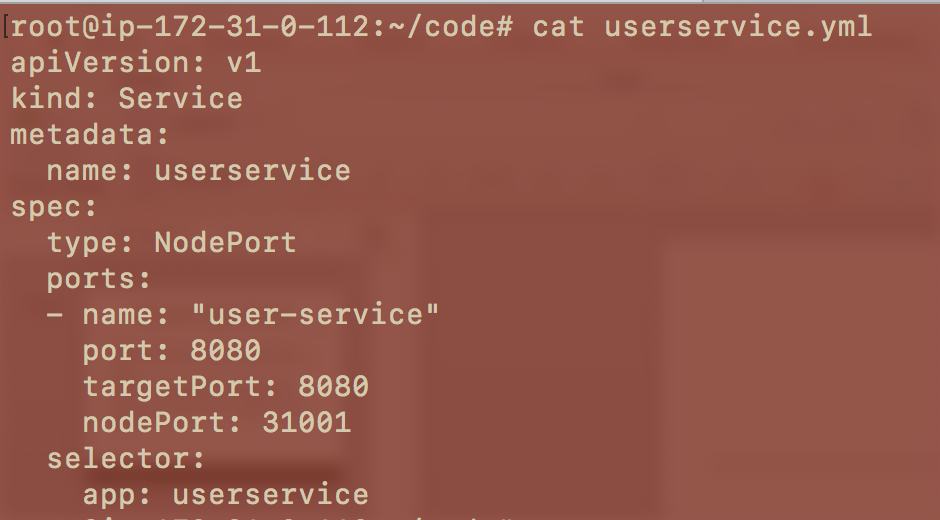 [root@ip-172-31-0-112:~/code# cat userservice.yml
apiVersion: v1
kind: Service
metadata:
  name: userservice
spec:
  type: NodePort
  ports:
  - name: "user-service"
    port: 8080
    targetPort: 8080
    nodePort: 31001
  selector:
    app: userservice